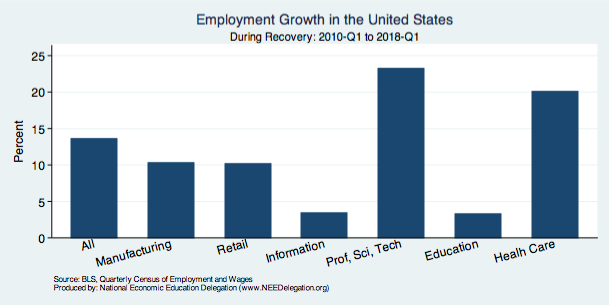 Employment Growth in the United States
During Recovery: 2010-Q1 to 2018-Q1
Percent
25
20
15
10
5
0
All
Manufacturing
Retail
Information
Prof, Sci, Tech
Education
Healh Care
Source: BLS, Quarterly Census of Employment and Wages
Produced by: National Economic Education Delegation (www.NEEDelegation.org)